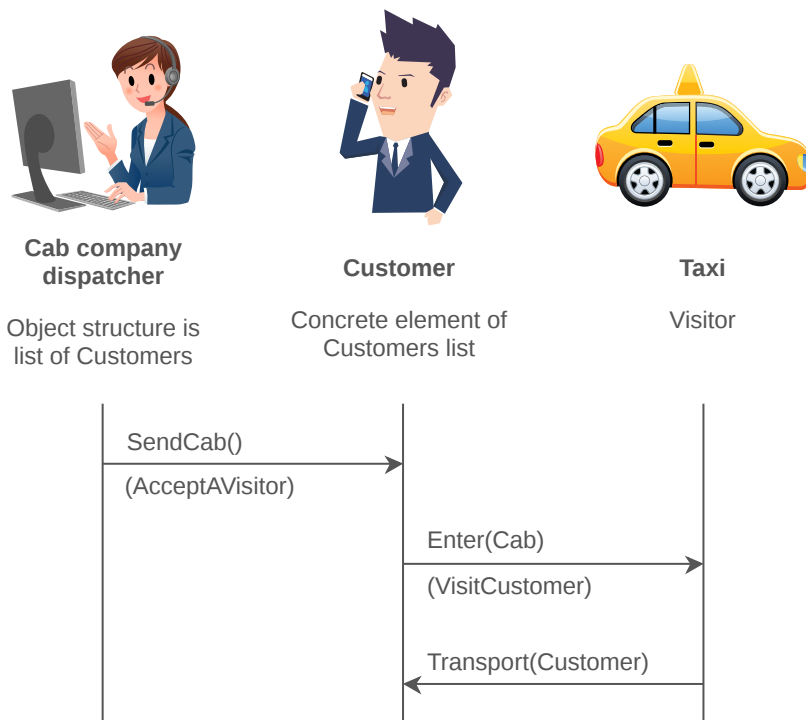 Cab company
dispatcher
Object structure is
list of Customers
Customer
Concrete element of
Customers list
Taxi
Visitor
SendCab()
(AcceptAVisitor)
Enter(Cab)
(VisitCustomer)
Transport(Customer)